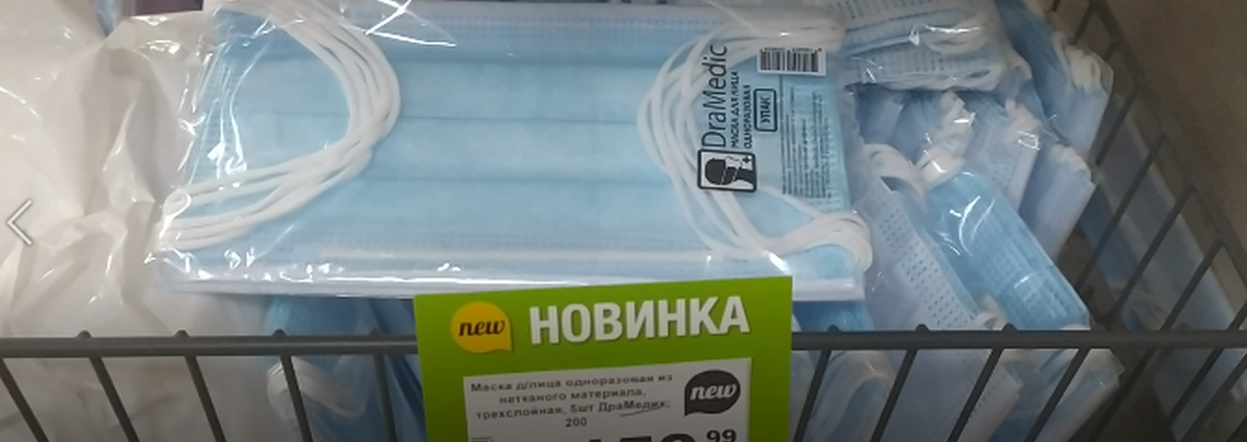 DraMedic
МАСКА ДЛЯ ЛИЦА
ОДНОРАЗОВАЯ
УПАК
new НОВИНКА
Маска д/лица одноразовая из
нетканого материала,
трехслойная, 5шт ДраМедик;
200
new
99